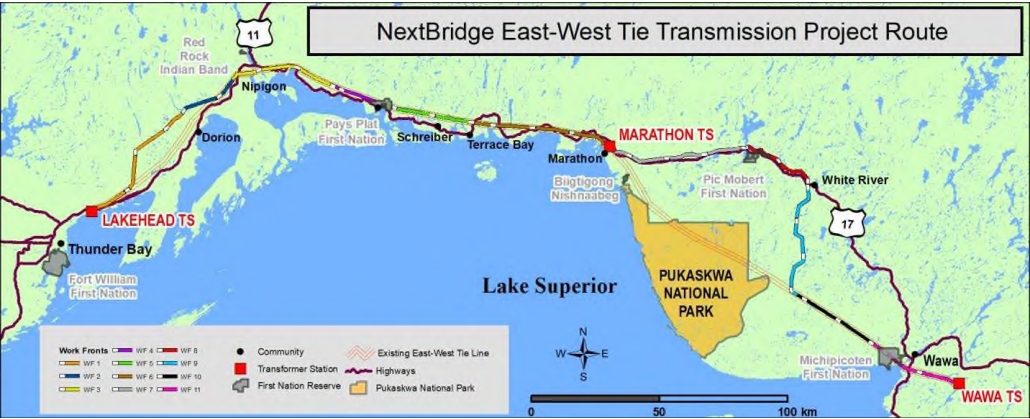 NextBridge East-West Tie Transmission Project Route
11
Red
Rock
Indian Band
Nipigon
Dorion
Pays Plat
First Nation
Schreiber
Terrace Bay
MARATHON TS
Marathon
Biigtigong
Nishnaabeg
Pic Mobert
First Nation
White River
17
LAKEHEAD TS
Thunder Bay
Fort William
First Nation
Lake Superior
PUKASKWA
NATIONAL
PARK
Michipicoten
First Nation
Wawa
WAWA TS
Work Fronts
WF 1
WF 2
WF 3
WF 4
WF 5
WF 6
WF 7
WF 8
WF 9
WF 10
WF 11
Community
Transformer Station
First Nation Reserve
Existing East-West Tie Line
Highways
Pukaskwa National Park
N
W E
S
0 50 100 km